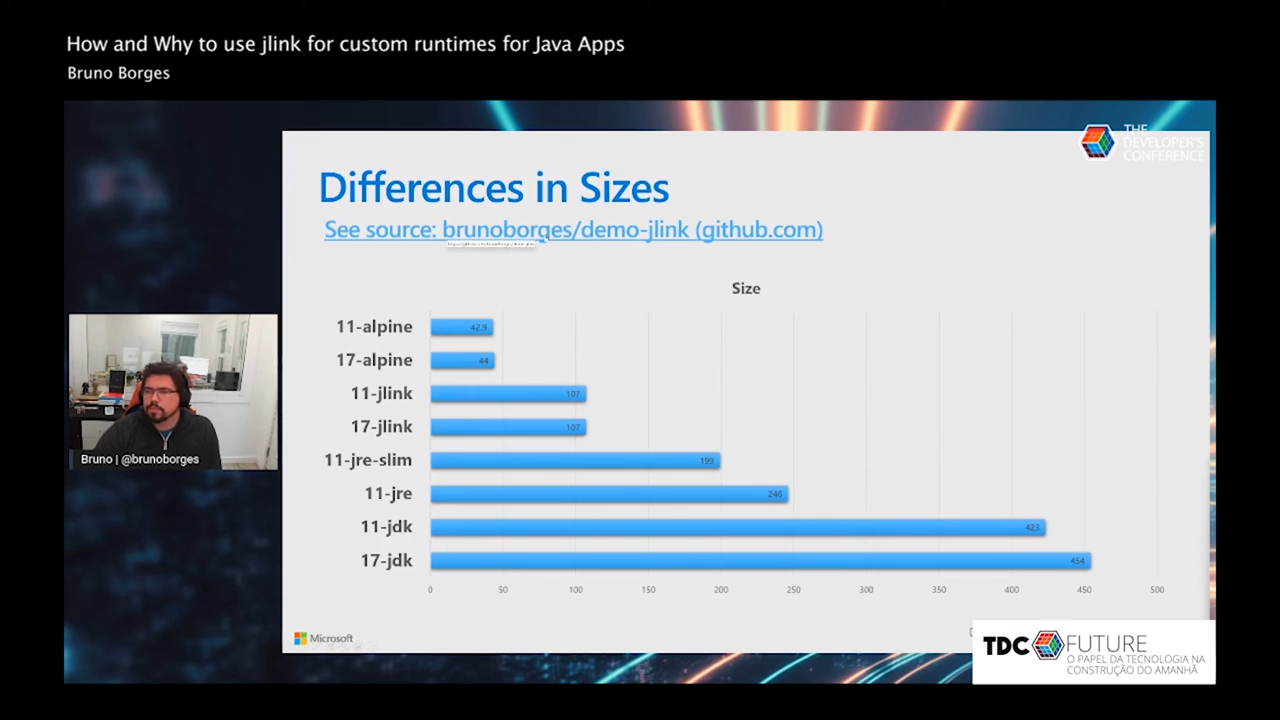 How and Why to use jlink for custom runtimes for Java Apps
Bruno Borges
THE
DEVELOPER'S
CONFERENCE
Differences in Sizes
See source: brunoborges/demo-jlink (github.com)
Size
11-alpine 42.9
17-alpine 44
11-jlink 107
17-jlink 107
11-jre-slim 199
11-jre 246
11-jdk 423
17-jdk 454
0 50 100 150 200 250 300 350 400 450 500
Bruno | @brunoborges
Microsoft
TDC FUTURE
O PAPEL DA TECNOLOGIA NA
CONSTRUÇÃO DO AMANHÃ